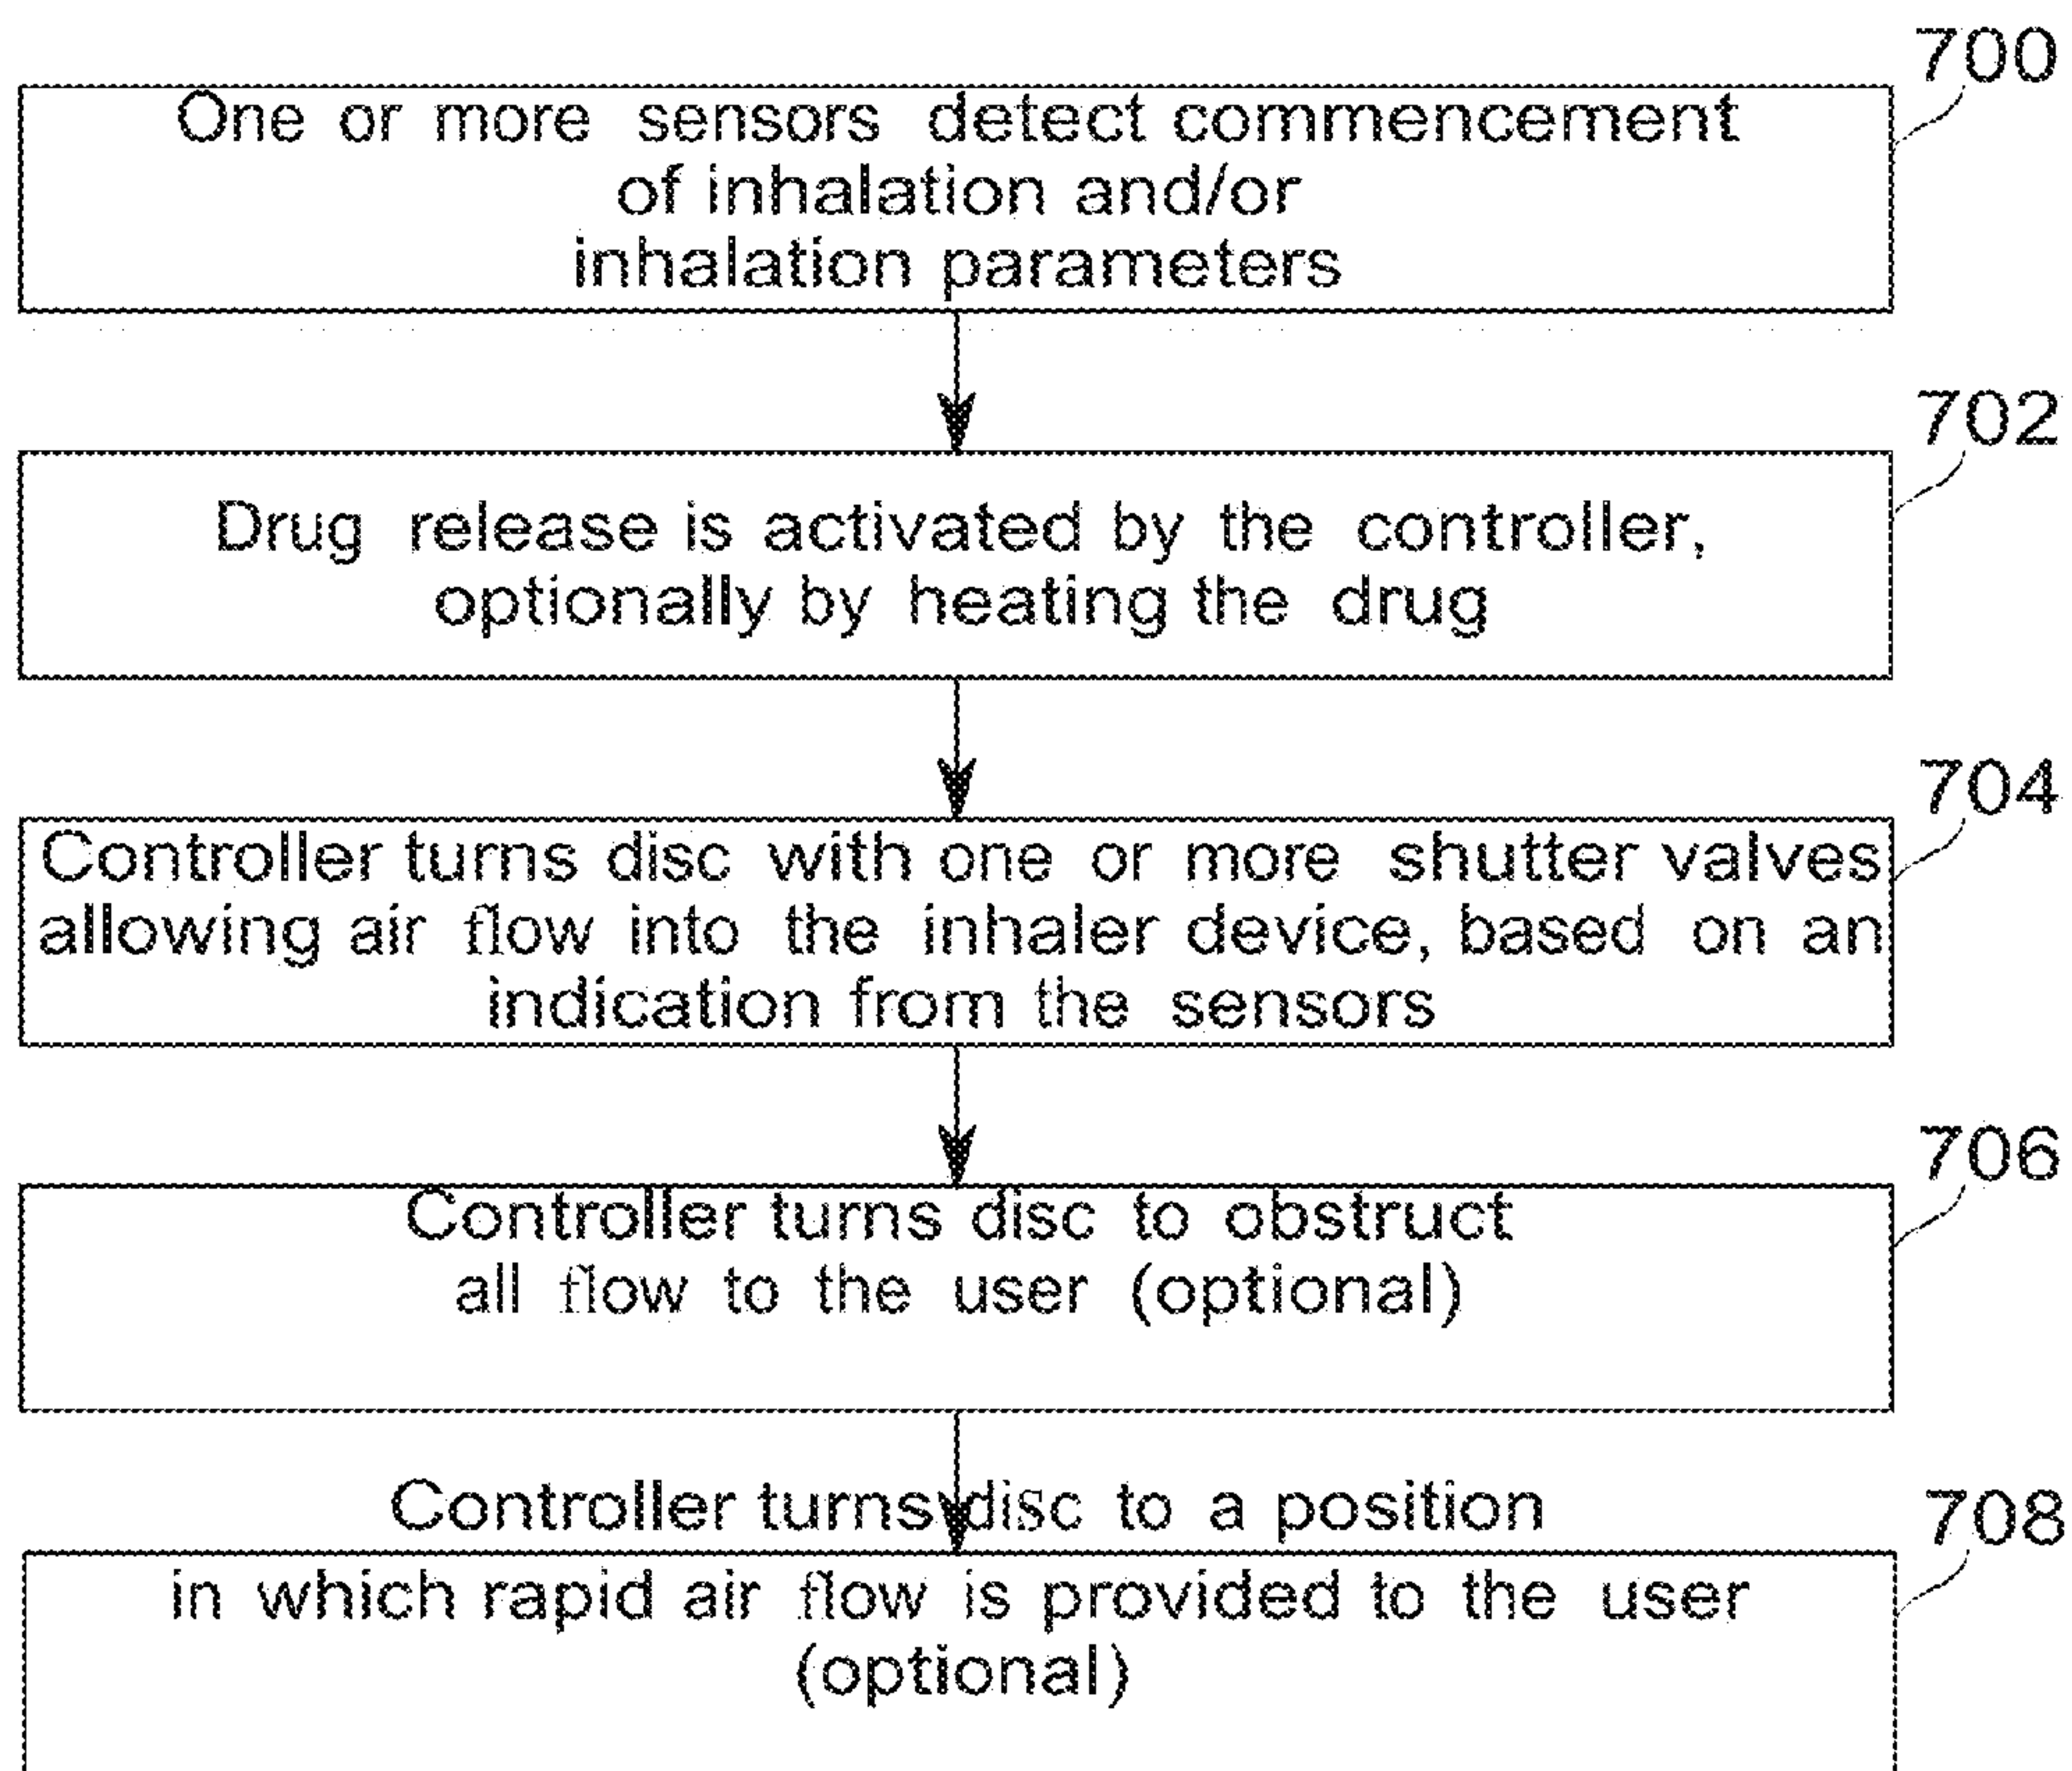 700
One or more sensors detect commencement
of inhalation and/or
inhalation parameters
702
Drug release is activated by the controller,
optionally by heating the drug
704
Controller turns disc with one or more shutter valves
allowing air flow into the inhaler device, based on an
indication from the sensors
706
Controller turns disc to obstruct
all flow to the user (optional)
708
Controller turns disc to a position
in which rapid air flow is provided to the user
(optional)